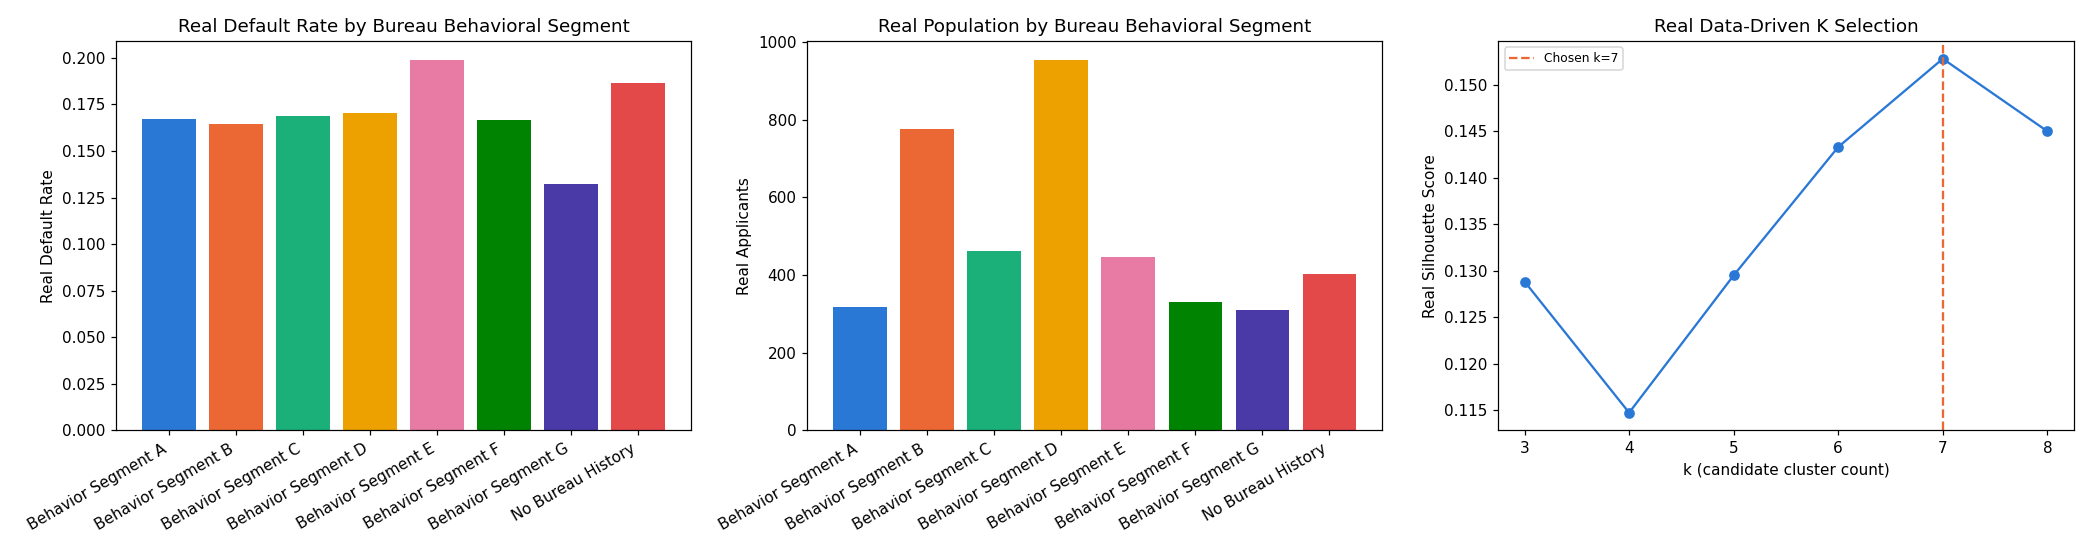 Real Default Rate by Bureau Behavioral Segment
Real Default Rate
0.200
0.175
0.150
0.125
0.100
0.075
0.050
0.025
0.000
Behavior Segment A
Behavior Segment B
Behavior Segment C
Behavior Segment D
Behavior Segment E
Behavior Segment F
Behavior Segment G
No Bureau History
Real Population by Bureau Behavioral Segment
Real Applicants
1000
800
600
400
200
0
Behavior Segment A
Behavior Segment B
Behavior Segment C
Behavior Segment D
Behavior Segment E
Behavior Segment F
Behavior Segment G
No Bureau History
Real Data-Driven K Selection
Chosen k=7
Real Silhouette Score
0.150
0.145
0.140
0.135
0.130
0.125
0.120
0.115
3 4 5 6 7 8
k (candidate cluster count)